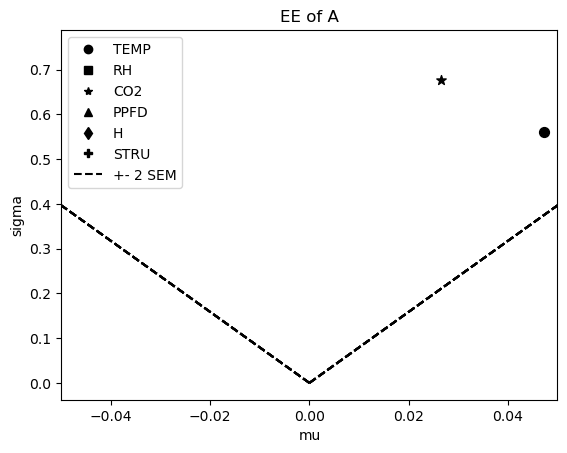 EE of A
TEMP
RH
CO2
PPFD
H
STRU
+- 2 SEM
sigma
0.7
0.6
0.5
0.4
0.3
0.2
0.1
0.0
−0.04
−0.02
0.00
0.02
0.04
mu